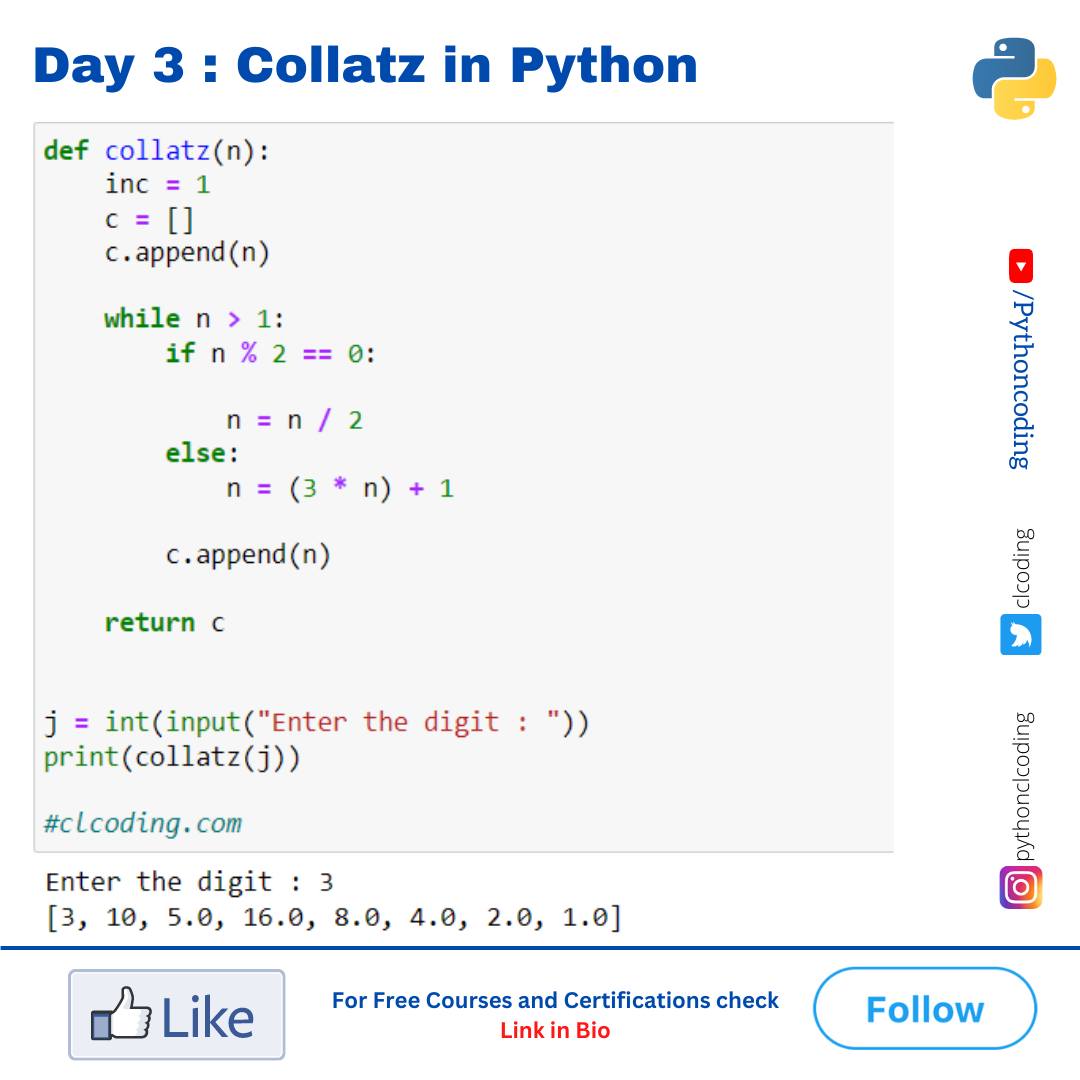 Day 3 : Collatz in Python
def collatz(n):
    inc = 1
    c = []
    c.append(n)
    while n > 1:
        if n % 2 == 0:
            n = n / 2
        else:
            n = (3 * n) + 1
        c.append(n)
    return c
j = int(input("Enter the digit : "))
print(collatz(j))
#clcoding.com
Enter the digit : 3
[3, 10, 5.0, 16.0, 8.0, 4.0, 2.0, 1.0]
/Pythoncoding
clcoding
pythonclcoding
Like
For Free Courses and Certifications check
Link in Bio
Follow